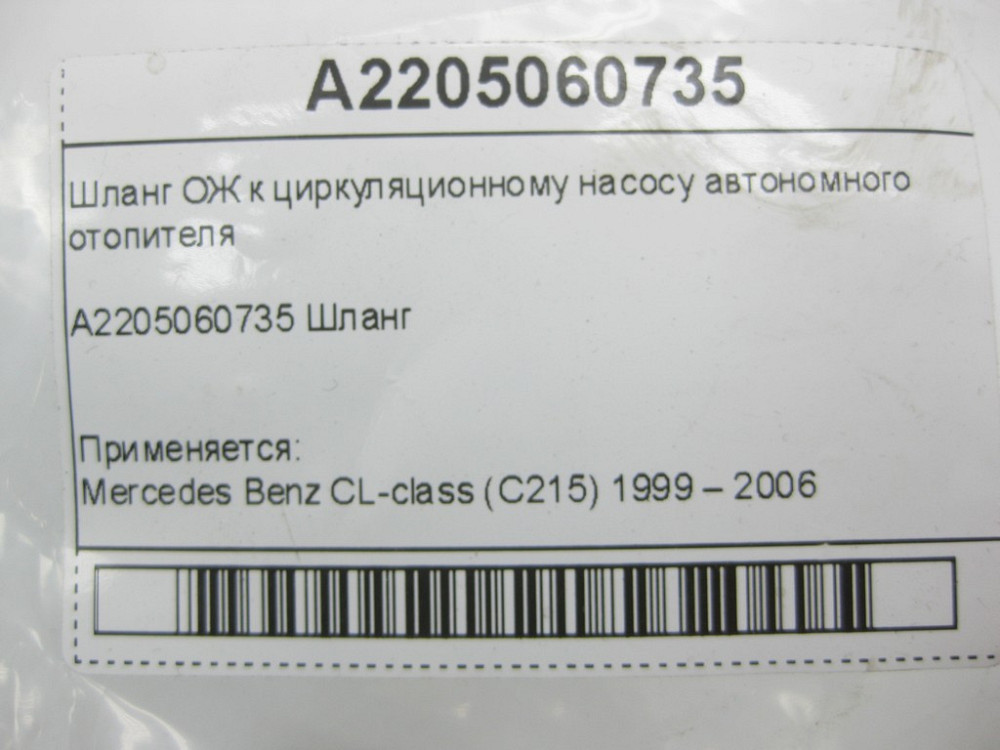 A2205060735
Шланг ОЖ к циркуляционному насосу автономного
отопителя
A2205060735 Шланг
Применяется:
Mercedes Benz CL-class (C215) 1999 – 2006